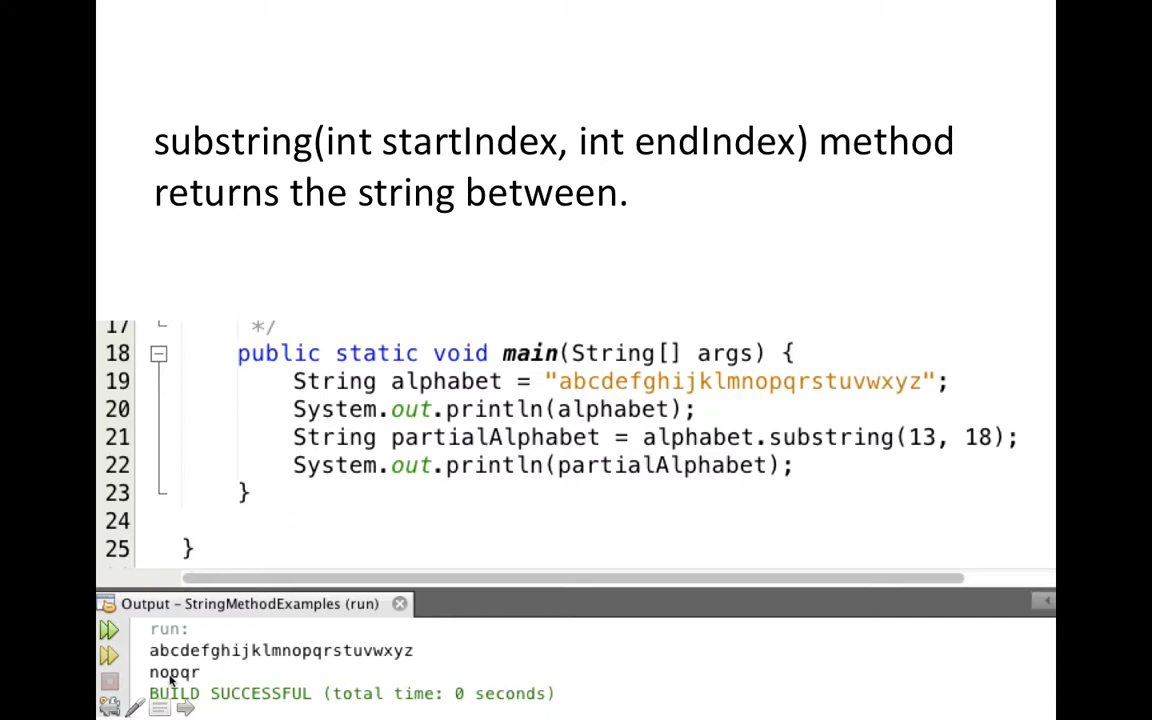 substring(int startIndex, int endIndex) method
returns the string between.
17 */
18 public static void main(String[] args) {
19 String alphabet = "abcdefghijklmnopqrstuvwxyz";
20 System.out.println(alphabet);
21 String partialAlphabet = alphabet.substring(13, 18);
22 System.out.println(partialAlphabet);
23 }
24
25 }
Output - StringMethodExamples (run)
run:
abcdefghijklmnopqrstuvwxyz
nopqr
BUILD SUCCESSFUL (total time: 0 seconds)